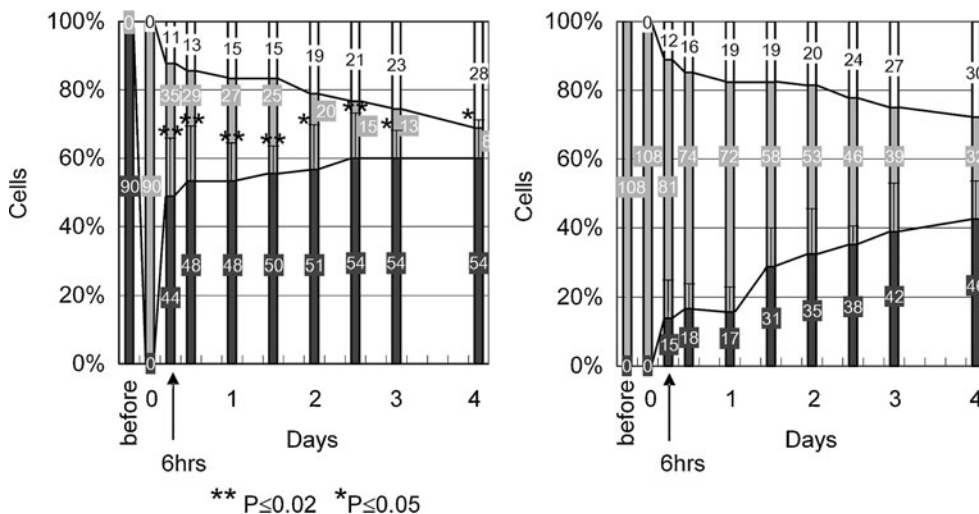 100%
80%
60%
40%
20%
0%
Cells
0 0 11 13 15 15 19 21 23 28
35 29 27 25 20 15 13 8
** ** ** ** * ** * *
90 90 44 48 48 50 51 54 54 54
0
before 0 1 2 3 4
Days
6hrs
** P≤0.02 *P≤0.05
100%
80%
60%
40%
20%
0%
Cells
0 12 16 19 19 20 24 27 30
108 108 81 74 72 58 53 46 39
0 0 15 18 17 31 35 38 42 46
before 0 1 2 3 4
Days
6hrs